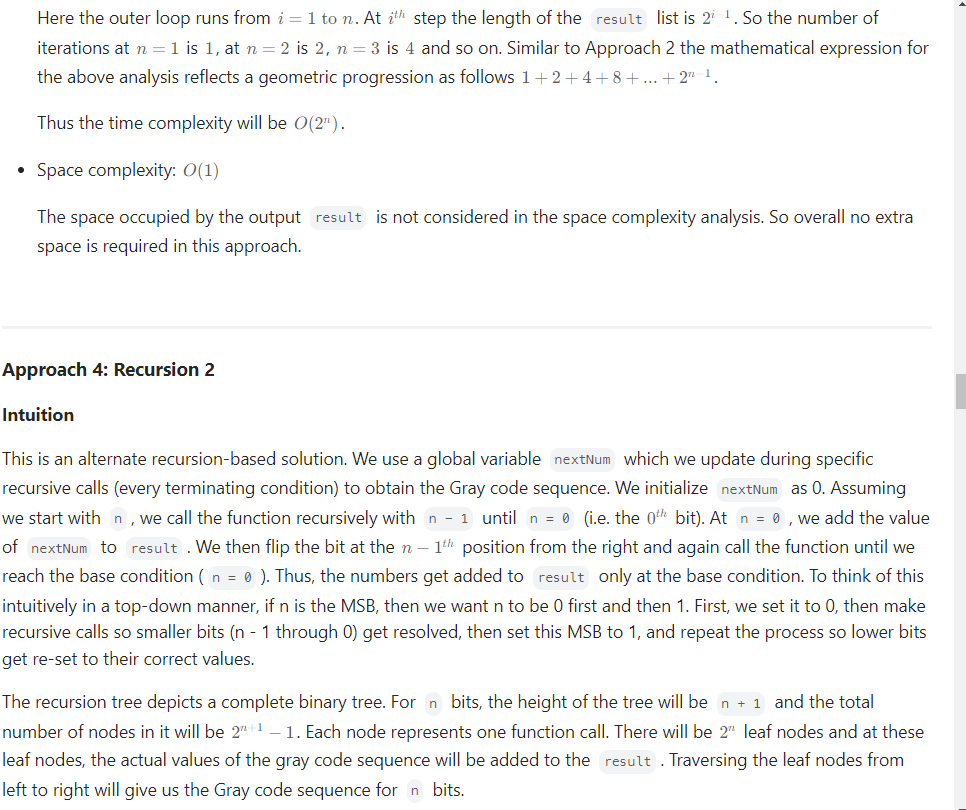 Here the outer loop runs from i = 1 to n. At iᵗʰ step the length of the result list is 2ⁱ⁻¹. So the number of
iterations at n = 1 is 1, at n = 2 is 2, n = 3 is 4 and so on. Similar to Approach 2 the mathematical expression for
the above analysis reflects a geometric progression as follows 1 + 2 + 4 + 8 + ... + 2ⁿ⁻¹.
Thus the time complexity will be O(2ⁿ).
• Space complexity: O(1)
The space occupied by the output result is not considered in the space complexity analysis. So overall no extra
space is required in this approach.
Approach 4: Recursion 2
Intuition
This is an alternate recursion-based solution. We use a global variable nextNum which we update during specific
recursive calls (every terminating condition) to obtain the Gray code sequence. We initialize nextNum as 0. Assuming
we start with n , we call the function recursively with n - 1 until n = 0 (i.e. the 0ᵗʰ bit). At n = 0 , we add the value
of nextNum to result . We then flip the bit at the n − 1ᵗʰ position from the right and again call the function until we
reach the base condition ( n = 0 ). Thus, the numbers get added to result only at the base condition. To think of this
intuitively in a top-down manner, if n is the MSB, then we want n to be 0 first and then 1. First, we set it to 0, then make
recursive calls so smaller bits (n - 1 through 0) get resolved, then set this MSB to 1, and repeat the process so lower bits
get re-set to their correct values.
The recursion tree depicts a complete binary tree. For n bits, the height of the tree will be n + 1 and the total
number of nodes in it will be 2ⁿ⁺¹ − 1. Each node represents one function call. There will be 2ⁿ leaf nodes and at these
leaf nodes, the actual values of the gray code sequence will be added to the result . Traversing the leaf nodes from
left to right will give us the Gray code sequence for n bits.